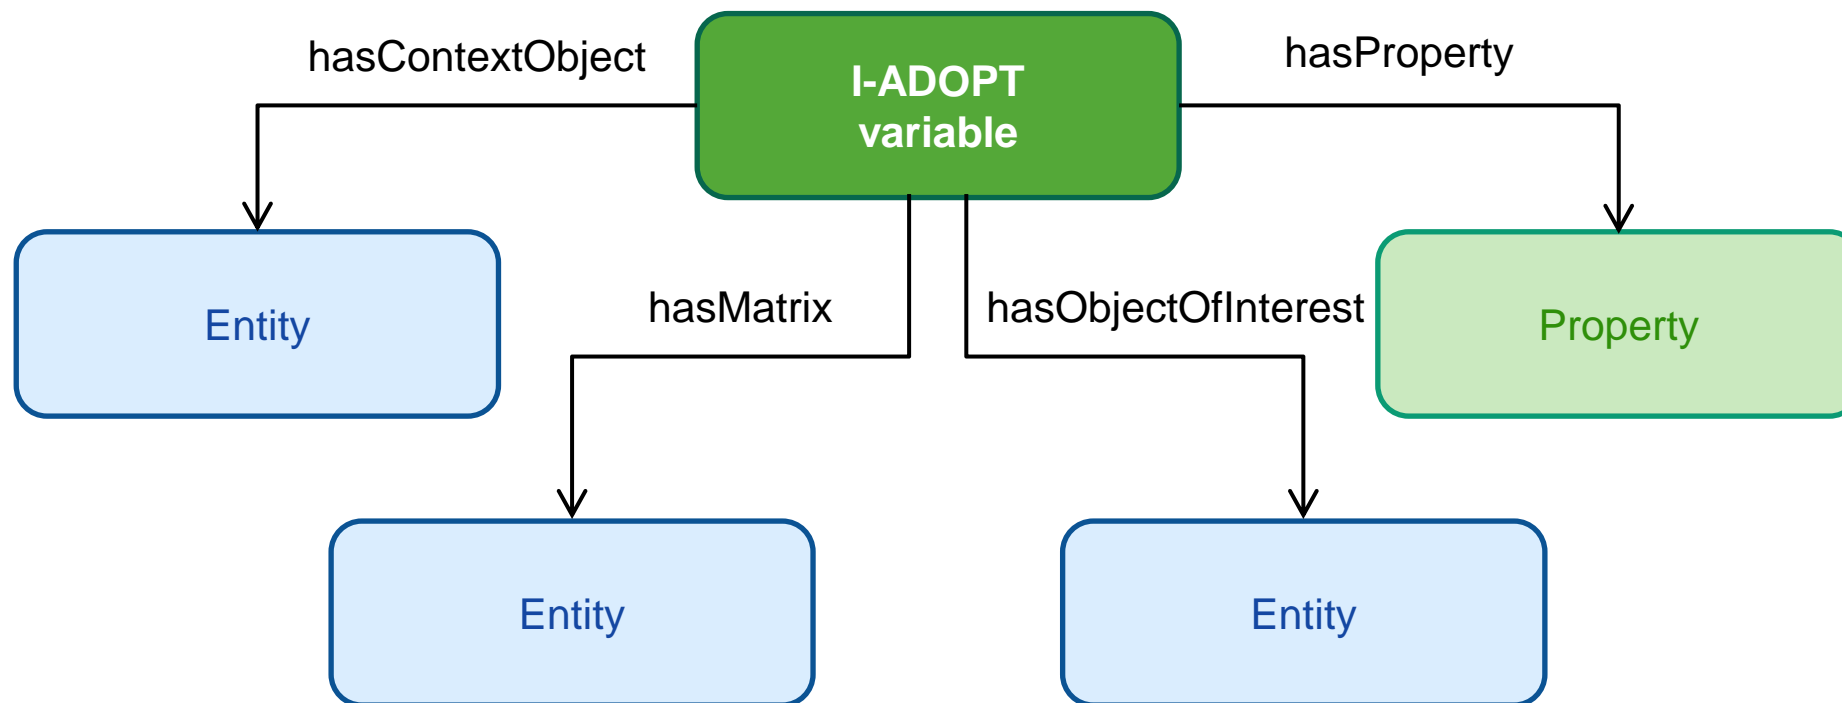 hasContextObject
I-ADOPT
variable
hasProperty
Entity
hasMatrix
hasObjectOfInterest
Property
Entity
Entity